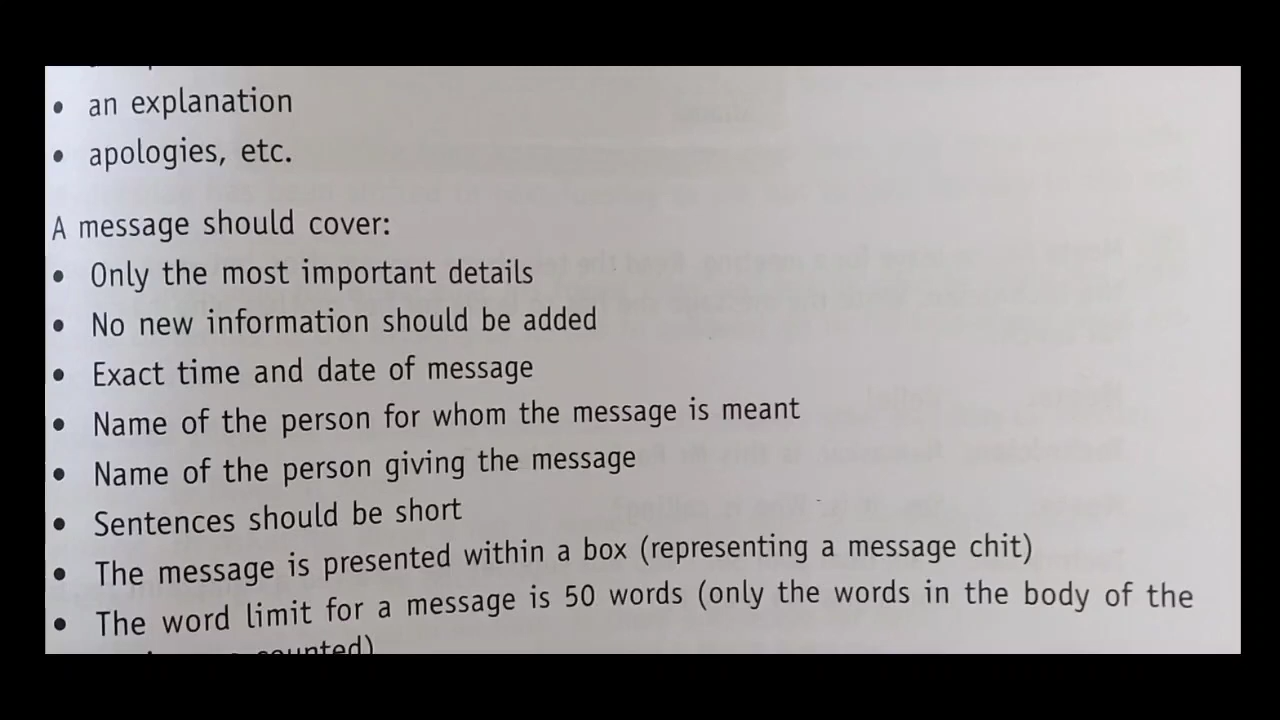 • an explanation
• apologies, etc.
A message should cover:
• Only the most important details
• No new information should be added
• Exact time and date of message
• Name of the person for whom the message is meant
• Name of the person giving the message
• Sentences should be short
• The message is presented within a box (representing a message chit)
• The word limit for a message is 50 words (only the words in the body of the
counted)